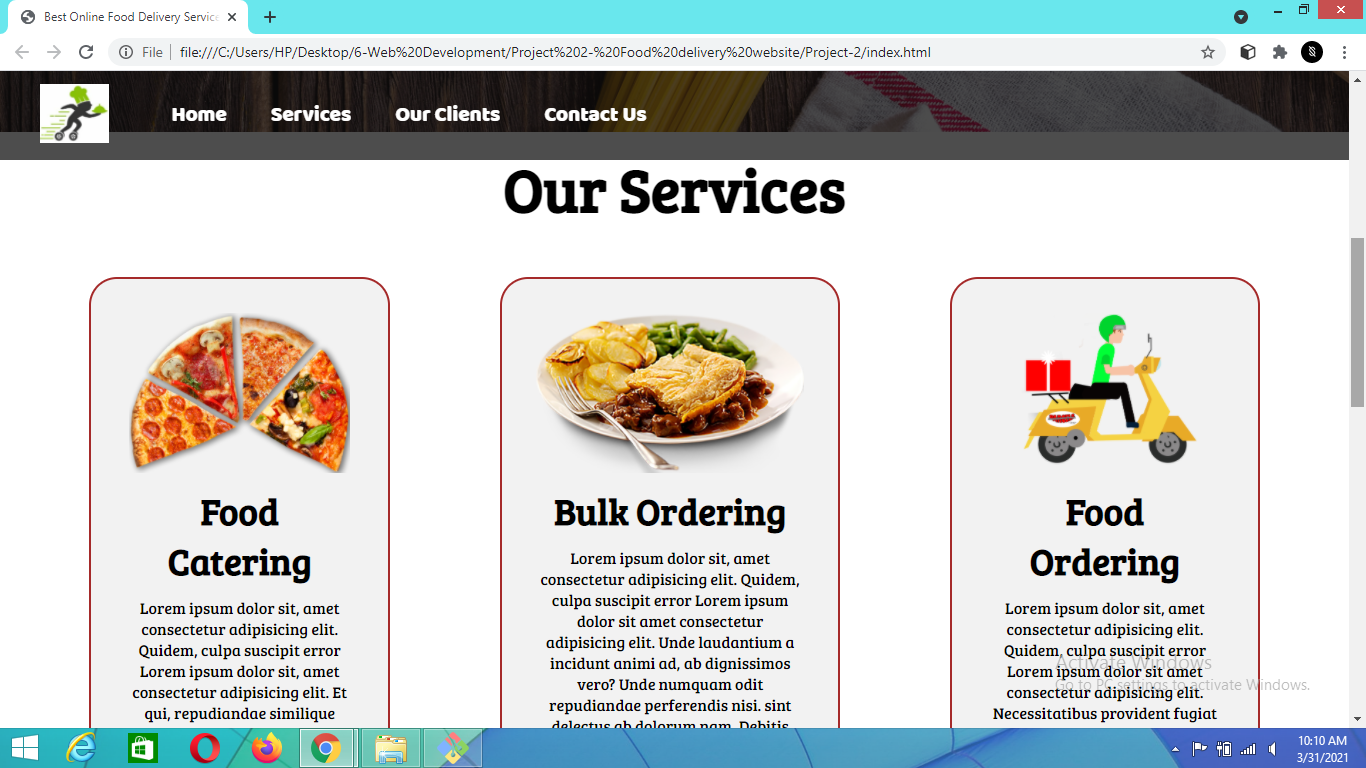 Best Online Food Delivery Service
File file:///C:/Users/HP/Desktop/6-Web%20Development/Project%202-%20Food%20delivery%20website/Project-2/index.html
Home Services Our Clients Contact Us
Our Services
Food
Catering
Lorem ipsum dolor sit, amet
consectetur adipisicing elit.
Quidem, culpa suscipit error
Lorem ipsum dolor sit, amet
consectetur adipisicing elit. Et
qui, repudiandae similique
Bulk Ordering
Lorem ipsum dolor sit, amet
consectetur adipisicing elit. Quidem,
culpa suscipit error Lorem ipsum
dolor sit amet consectetur
adipisicing elit. Unde laudantium a
incidunt animi ad, ab dignissimos
vero? Unde numquam odit
repudiandae perferendis nisi. sint
delectus ab dolorum nam. Debitis
Food
Ordering
Lorem ipsum dolor sit, amet
consectetur adipisicing elit.
Quidem, culpa suscipit error
Lorem ipsum dolor sit amet
consectetur adipisicing elit.
Necessitatibus provident fugiat
Activate Windows
Go to PC settings to activate Windows.
10:10 AM
3/31/2021